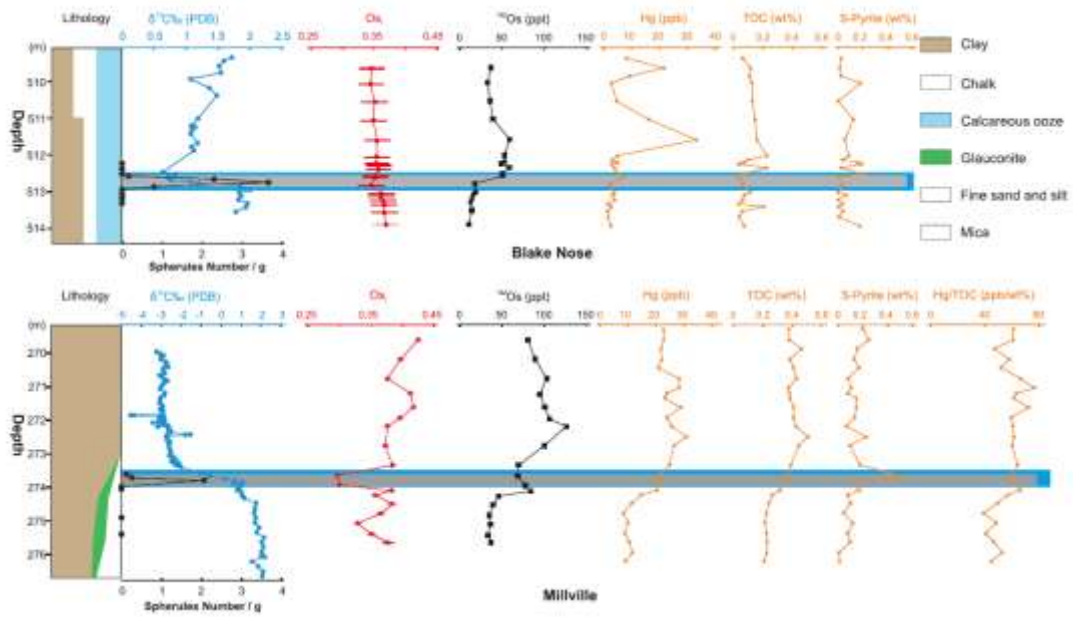 Lithology δ¹³C‰ (PDB) Os ¹⁹²Os (ppt) Hg (ppb) TOC (wt%) S-Pyrite (wt%)
(m) 0 0.5 1 1.5 2 2.5 0.25 0.35 0.45 0 50 100 150 0 10 20 30 40 0 0.2 0.4 0.6 0 0.2 0.4 0.6
510
511
512
513
514
Depth
0 1 2 3 4
Spherules Number / g
Blake Nose
Clay
Chalk
Calcareous ooze
Glauconite
Fine sand and silt
Mica
Lithology δ¹³C‰ (PDB) Os ¹⁹²Os (ppt) Hg (ppb) TOC (wt%) S-Pyrite (wt%) Hg/TOC (ppb/wt%)
(m) -5 -4 -3 -2 -1 0 1 2 3 0.25 0.35 0.45 0 50 100 150 0 10 20 30 40 0 0.2 0.4 0.6 0 0.2 0.4 0.6 0 40 80
270
271
272
273
274
275
276
Depth
0 1 2 3 4
Spherules Number / g
Millville